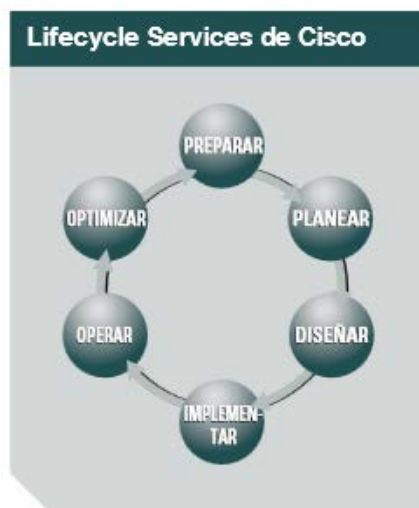 Lifecycle Services de Cisco
PREPARAR
PLANEAR
DISEÑAR
IMPLEMEN-
TAR
OPERAR
OPTIMIZAR